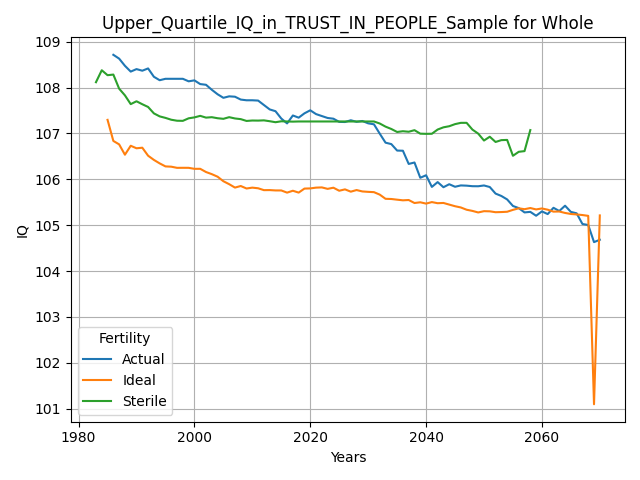 Upper_Quartile_IQ_in_TRUST_IN_PEOPLE_Sample for Whole
109
108
107
106
105
104
103
102
101
IQ
Fertility
Actual
Ideal
Sterile
1980
2000
2020
2040
2060
Years